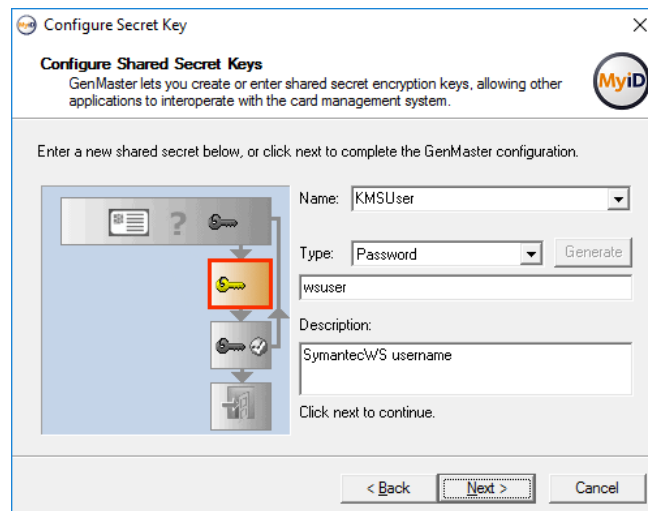 Configure Secret Key
Configure Shared Secret Keys
GenMaster lets you create or enter shared secret encryption keys, allowing other
applications to interoperate with the card management system.
MyiD
Enter a new shared secret below, or click next to complete the GenMaster configuration.
?
Name: KMSUser
Type: Password Generate
wsuser
Description:
SymantecWS username
Click next to continue.
< Back Next > Cancel